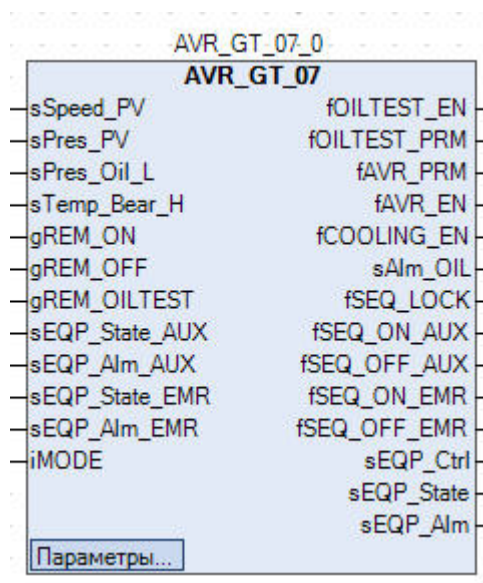 AVR_GT_07_0
AVR_GT_07
sSpeed_PV fOILTEST_EN
sPres_PV fOILTEST_PRM
sPres_Oil_L fAVR_PRM
sTemp_Bear_H fAVR_EN
gREM_ON fCOOLING_EN
gREM_OFF sAlm_OIL
gREM_OILTEST fSEQ_LOCK
sEQP_State_AUX fSEQ_ON_AUX
sEQP_Alm_AUX fSEQ_OFF_AUX
sEQP_State_EMR fSEQ_ON_EMR
sEQP_Alm_EMR fSEQ_OFF_EMR
iMODE sEQP_Ctrl
sEQP_State
sEQP_Alm
Параметры...